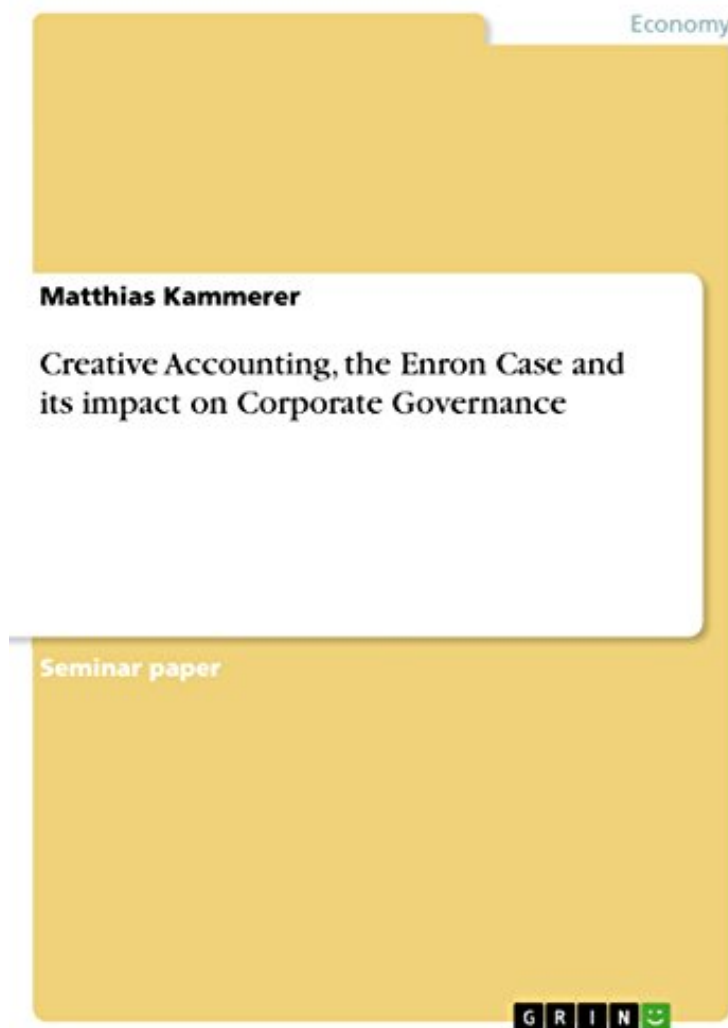 Economy
Matthias Kammerer
Creative Accounting, the Enron Case and
its impact on Corporate Governance
Seminar paper
GRIN